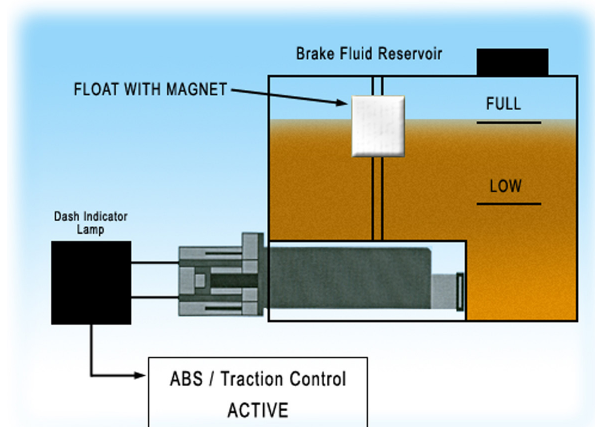 Brake Fluid Reservoir
FLOAT WITH MAGNET
FULL
LOW
Dash Indicator
Lamp
ABS / Traction Control
ACTIVE